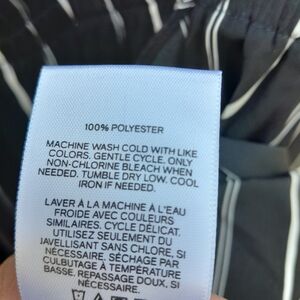 100% POLYESTER
MACHINE WASH COLD WITH LIKE
COLORS. GENTLE CYCLE. ONLY
NON-CHLORINE BLEACH WHEN
NEEDED. TUMBLE DRY LOW. COOL
IRON IF NEEDED.
LAVER À LA MACHINE À L'EAU
FROIDE AVEC COULEURS
SIMILAIRES. CYCLE DÉLICAT.
UTILISEZ SEULEMENT DU
JAVELLISANT SANS CHLORE, SI
NÉCESSAIRE. SÉCHAGE PAR
CULBUTAGE À TEMPÉRATURE
BASSE. REPASSAGE DOUX, SI
NÉCESSAIRE.